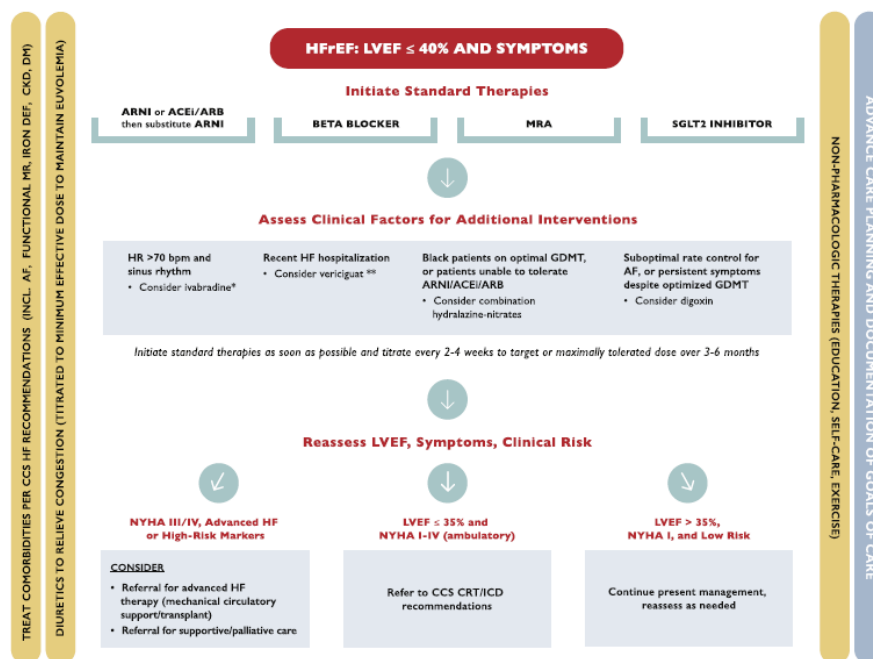 HFrEF: LVEF ≤ 40% AND SYMPTOMS
Initiate Standard Therapies
ARNI or ACEi/ARB
then substitute ARNI
BETA BLOCKER
MRA
SGLT2 INHIBITOR
Assess Clinical Factors for Additional Interventions
HR >70 bpm and
sinus rhythm
• Consider ivabradine*
Recent HF hospitalization
• Consider vericiguat **
Black patients on optimal GDMT,
or patients unable to tolerate
ARNI/ACEi/ARB
• Consider combination
hydralazine-nitrates
Suboptimal rate control for
AF, or persistent symptoms
despite optimized GDMT
• Consider digoxin
Initiate standard therapies as soon as possible and titrate every 2-4 weeks to target or maximally tolerated dose over 3-6 months
Reassess LVEF, Symptoms, Clinical Risk
NYHA III/IV, Advanced HF
or High-Risk Markers
CONSIDER
• Referral for advanced HF
therapy (mechanical circulatory
support/transplant)
• Referral for supportive/palliative care
LVEF ≤ 35% and
NYHA I-IV (ambulatory)
Refer to CCS CRT/ICD
recommendations
LVEF > 35%,
NYHA I, and Low Risk
Continue present management,
reassess as needed
TREAT COMORBIDITIES PER CCS HF RECOMMENDATIONS (INCL. AF, FUNCTIONAL MR, IRON DEF, CKD, DM)
DIURETICS TO RELIEVE CONGESTION (TITRATED TO MINIMUM EFFECTIVE DOSE TO MAINTAIN EUVOLEMIA)
NON-PHARMACOLOGIC THERAPIES (EDUCATION, SELF-CARE, EXERCISE)
ADVANCE CARE PLANNING AND DOCUMENTATION OF GOALS OF CARE